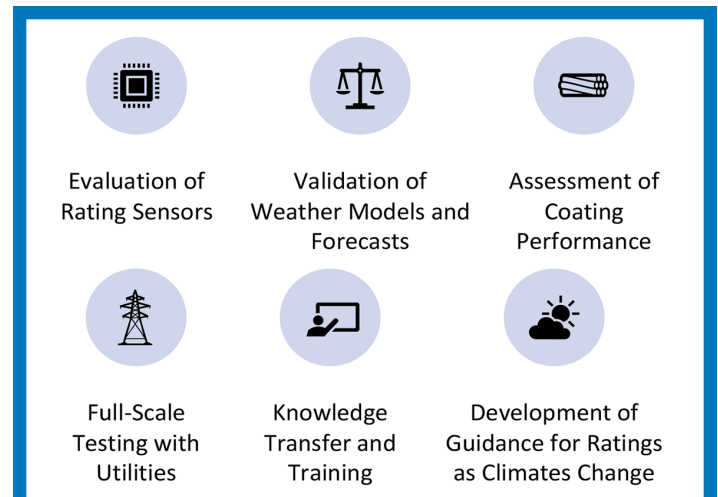 Evaluation of
Rating Sensors
Validation of
Weather Models and
Forecasts
Assessment of
Coating
Performance
Full-Scale
Testing with
Utilities
Knowledge
Transfer and
Training
Development of
Guidance for Ratings
as Climates Change